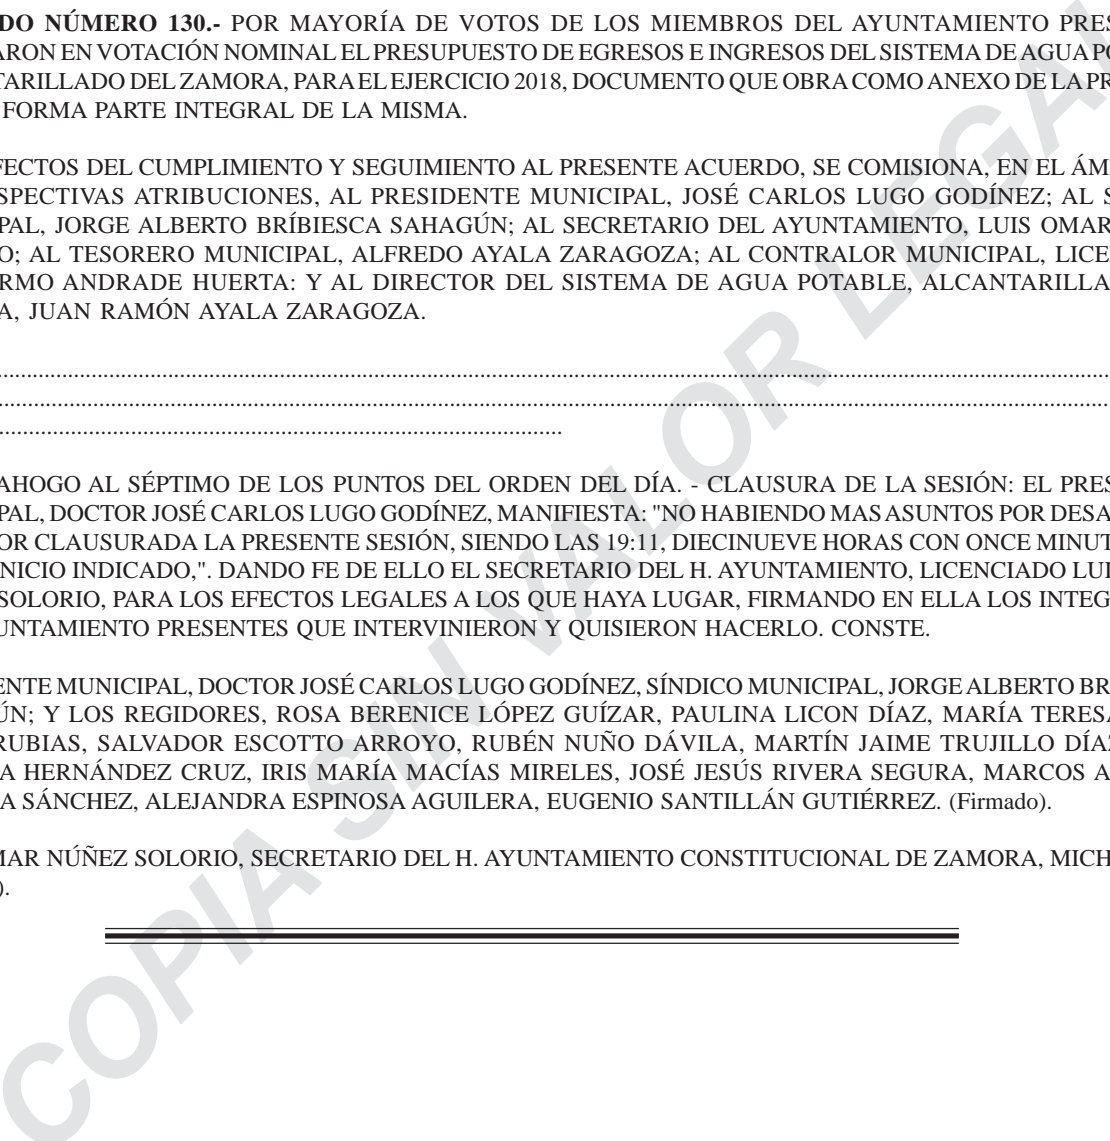 DO NÚMERO 130.- POR MAYORÍA DE VOTOS DE LOS MIEMBROS DEL AYUNTAMIENTO PRES
ARON EN VOTACIÓN NOMINAL EL PRESUPUESTO DE EGRESOS E INGRESOS DEL SISTEMA DE AGUA PO
TARILLADO DEL ZAMORA, PARA EL EJERCICIO 2018, DOCUMENTO QUE OBRA COMO ANEXO DE LA PR
FORMA PARTE INTEGRAL DE LA MISMA.
FECTOS DEL CUMPLIMIENTO Y SEGUIMIENTO AL PRESENTE ACUERDO, SE COMISIONA, EN EL ÁM
SPECTIVAS ATRIBUCIONES, AL PRESIDENTE MUNICIPAL, JOSÉ CARLOS LUGO GODÍNEZ; AL S
PAL, JORGE ALBERTO BRÍBIESCA SAHAGÚN; AL SECRETARIO DEL AYUNTAMIENTO, LUIS OMAR
O; AL TESORERO MUNICIPAL, ALFREDO AYALA ZARAGOZA; AL CONTRALOR MUNICIPAL, LICE
RMO ANDRADE HUERTA: Y AL DIRECTOR DEL SISTEMA DE AGUA POTABLE, ALCANTARILLA
A, JUAN RAMÓN AYALA ZARAGOZA.
AHOGO AL SÉPTIMO DE LOS PUNTOS DEL ORDEN DEL DÍA. - CLAUSURA DE LA SESIÓN: EL PRES
PAL, DOCTOR JOSÉ CARLOS LUGO GODÍNEZ, MANIFIESTA: "NO HABIENDO MAS ASUNTOS POR DESA
OR CLAUSURADA LA PRESENTE SESIÓN, SIENDO LAS 19:11, DIECINUEVE HORAS CON ONCE MINUT
NICIO INDICADO,". DANDO FE DE ELLO EL SECRETARIO DEL H. AYUNTAMIENTO, LICENCIADO LUI
SOLORIO, PARA LOS EFECTOS LEGALES A LOS QUE HAYA LUGAR, FIRMANDO EN ELLA LOS INTEG
UNTAMIENTO PRESENTES QUE INTERVINIERON Y QUISIERON HACERLO. CONSTE.
ENTE MUNICIPAL, DOCTOR JOSÉ CARLOS LUGO GODÍNEZ, SÍNDICO MUNICIPAL, JORGE ALBERTO BR
ÚN; Y LOS REGIDORES, ROSA BERENICE LÓPEZ GUÍZAR, PAULINA LICON DÍAZ, MARÍA TERESA
RUBIAS, SALVADOR ESCOTTO ARROYO, RUBÉN NUÑO DÁVILA, MARTÍN JAIME TRUJILLO DÍAZ
A HERNÁNDEZ CRUZ, IRIS MARÍA MACÍAS MIRELES, JOSÉ JESÚS RIVERA SEGURA, MARCOS A
A SÁNCHEZ, ALEJANDRA ESPINOSA AGUILERA, EUGENIO SANTILLÁN GUTIÉRREZ. (Firmado).
MAR NÚÑEZ SOLORIO, SECRETARIO DEL H. AYUNTAMIENTO CONSTITUCIONAL DE ZAMORA, MICH
).
COPIA SIN VALOR LEGAL